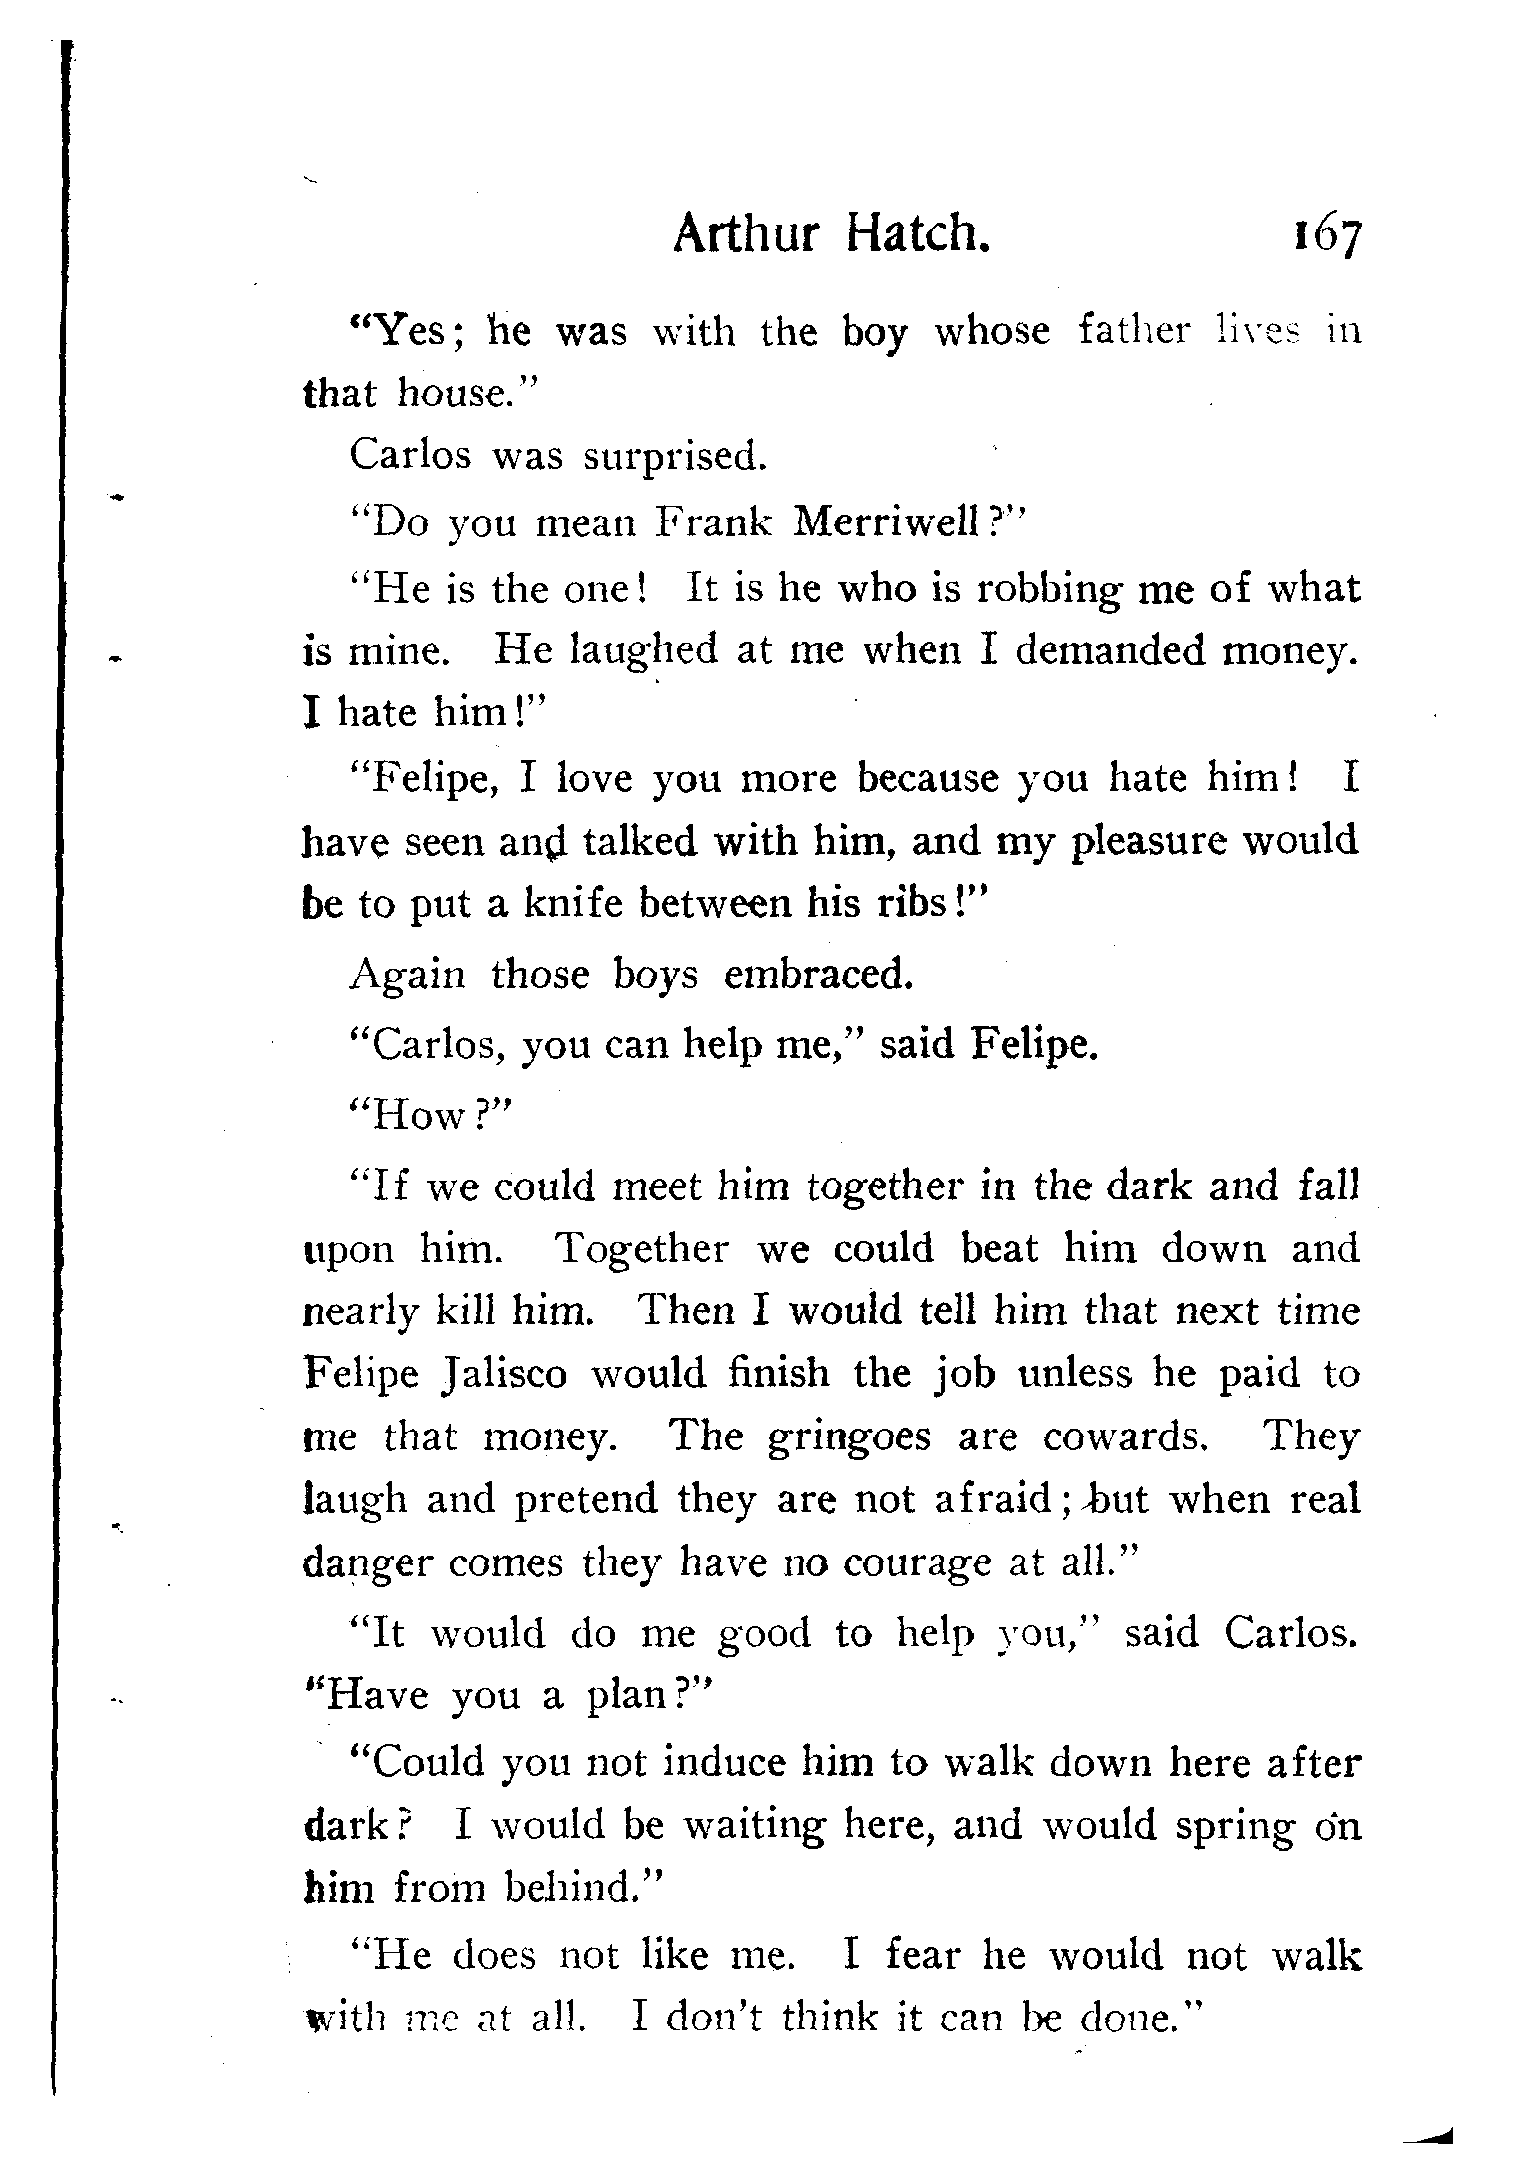 Arthur Hatch. 167
"Yes; he was with the boy whose father lives in
that house."
Carlos was surprised.
"Do you mean Frank Merriwell?"
"He is the one! It is he who is robbing me of what
is mine. He laughed at me when I demanded money.
I hate him!"
"Felipe, I love you more because you hate him! I
have seen and talked with him, and my pleasure would
be to put a knife between his ribs!"
Again those boys embraced.
"Carlos, you can help me," said Felipe.
"How?"
"If we could meet him together in the dark and fall
upon him. Together we could beat him down and
nearly kill him. Then I would tell him that next time
Felipe Jalisco would finish the job unless he paid to
me that money. The gringoes are cowards. They
laugh and pretend they are not afraid; but when real
danger comes they have no courage at all."
"It would do me good to help you," said Carlos.
"Have you a plan?"
"Could you not induce him to walk down here after
dark? I would be waiting here, and would spring on
him from behind."
"He does not like me. I fear he would not walk
with me at all. I don't think it can be done."